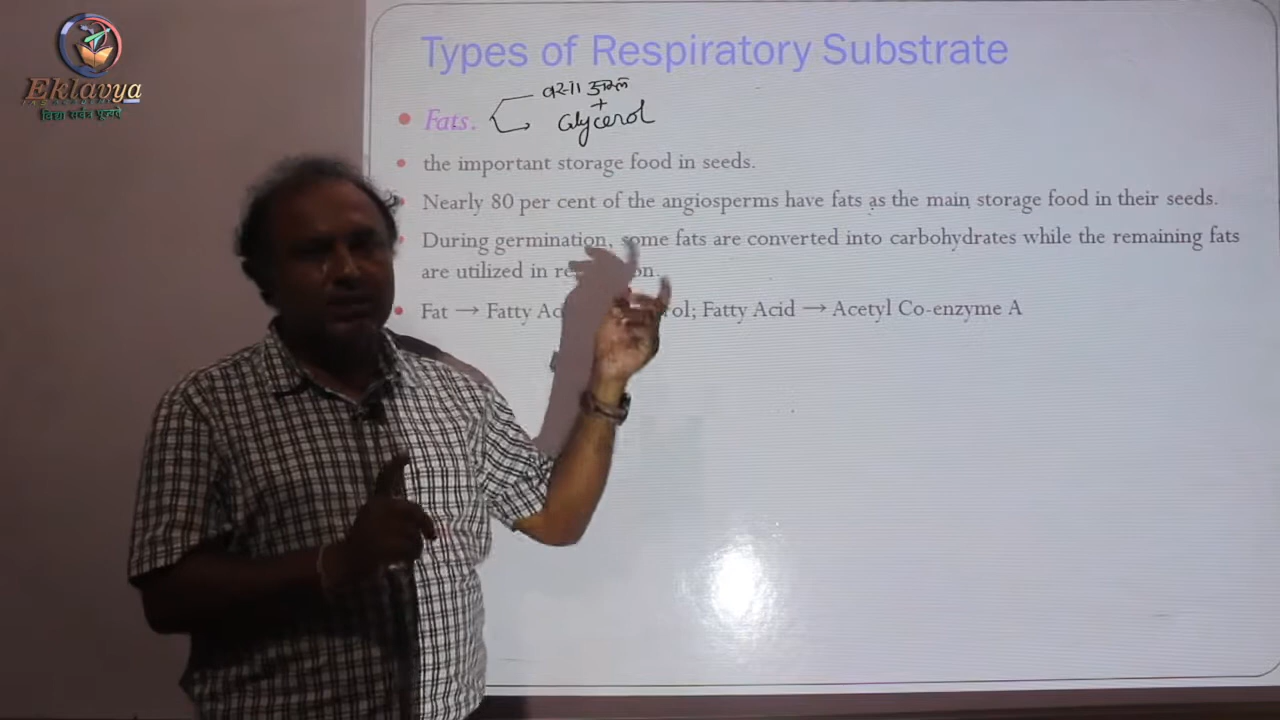 Eklavya
Types of Respiratory Substrate
वसा अम्ल
+
Glycerol
Fats.
the important storage food in seeds.
Nearly 80 per cent of the angiosperms have fats as the main storage food in their seeds.
During germination, some fats are converted into carbohydrates while the remaining fats
are utilized in
Fat → Fatty ; Fatty Acid → Acetyl Co-enzyme A